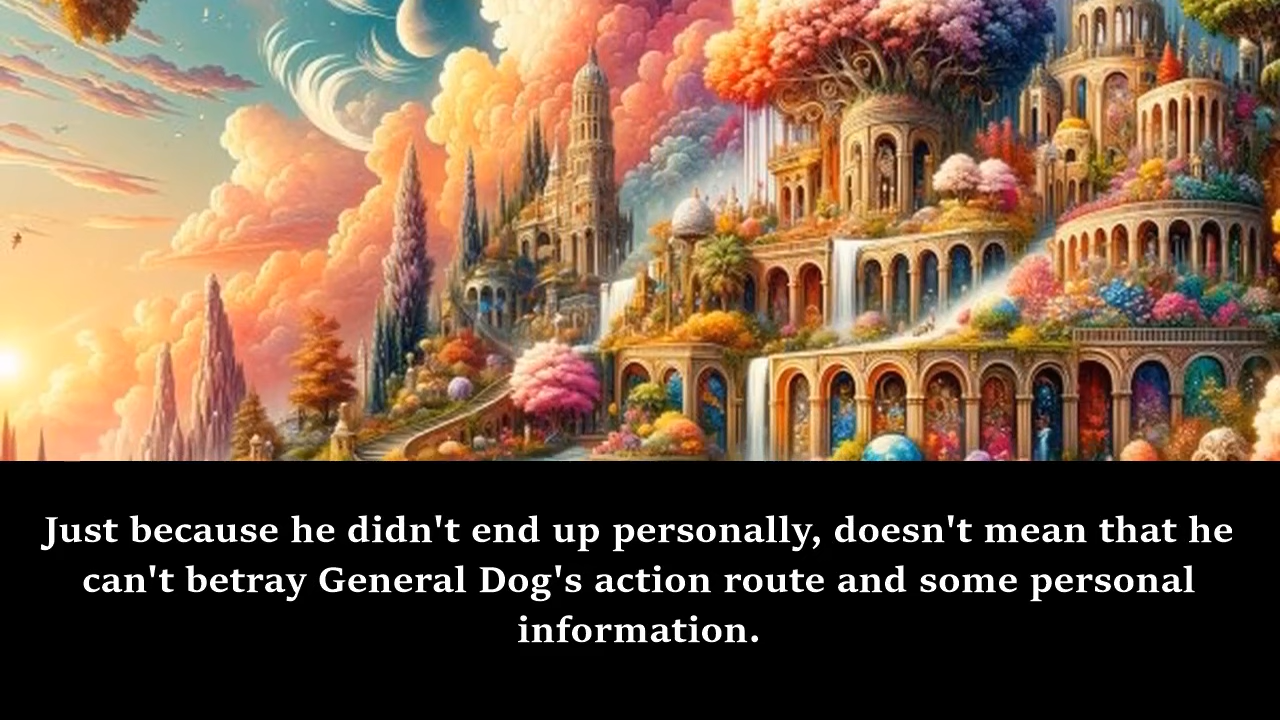 Just because he didn't end up personally, doesn't mean that he
can't betray General Dog's action route and some personal
information.